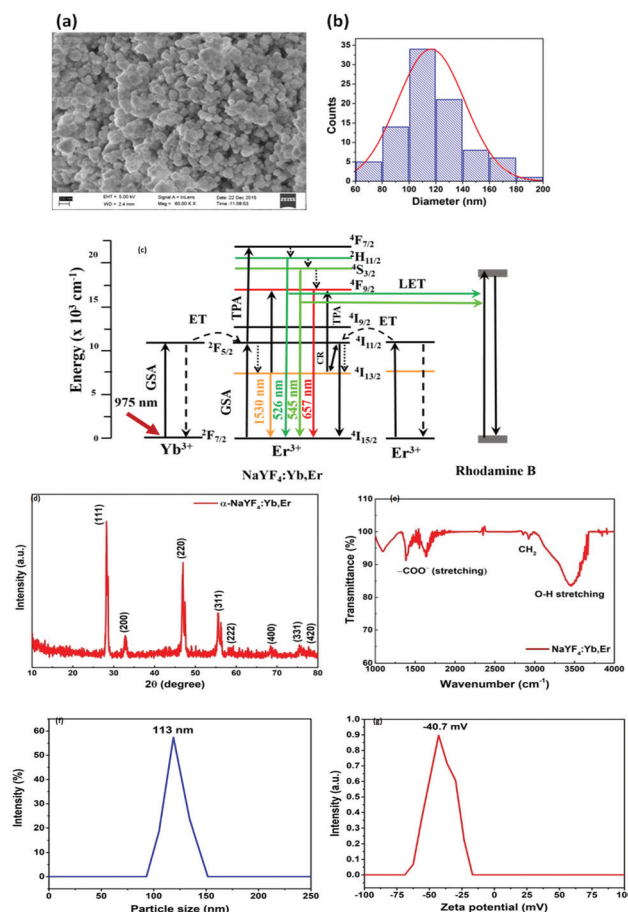 (a)
EHT = 5.00 kV
WD = 2.4 mm
Signal A = InLens
Mag = 60.00 K X
Date: 22 Dec 2015
Time: 11:08:53
ZEISS
(b)
Counts
35
30
25
20
15
10
5
0
60 80 100 120 140 160 180 200
Diameter (nm)
(c)
Energy (x 10³ cm⁻¹)
20
15
10
5
0
⁴F₇/₂
²H₁₁/₂
⁴S₃/₂
⁴F₉/₂
⁴I₉/₂
⁴I₁₁/₂
⁴I₁₃/₂
⁴I₁₅/₂
²F₅/₂
²F₇/₂
LET
TPA
TPA
ET
ET
CR
GSA
GSA
975 nm
1530 nm
526 nm
545 nm
657 nm
Yb³⁺
Er³⁺
Er³⁺
NaYF₄:Yb,Er
Rhodamine B
(d)
α-NaYF₄:Yb,Er
Intensity (a.u.)
(111)
(200)
(220)
(311)
(222)
(400)
(331)
(420)
10 20 30 40 50 60 70 80
2θ (degree)
(e)
Transmittance (%)
110
100
90
80
70
60
–COO⁻ (stretching)
CH₂
O-H stretching
NaYF₄:Yb,Er
1000 1500 2000 2500 3000 3500 4000
Wavenumber (cm⁻¹
(f)
113 nm
Intensity (%)
60
50
40
30
20
10
0
0 50 100 150 200 250
Particle size (nm)
(g)
-40.7 mV
Intensity (a.u.)
1.0
0.9
0.8
0.7
0.6
0.5
0.4
0.3
0.2
0.1
0.0
-100 -75 -50 -25 0 25 50 75 100
Zeta potential (mV)